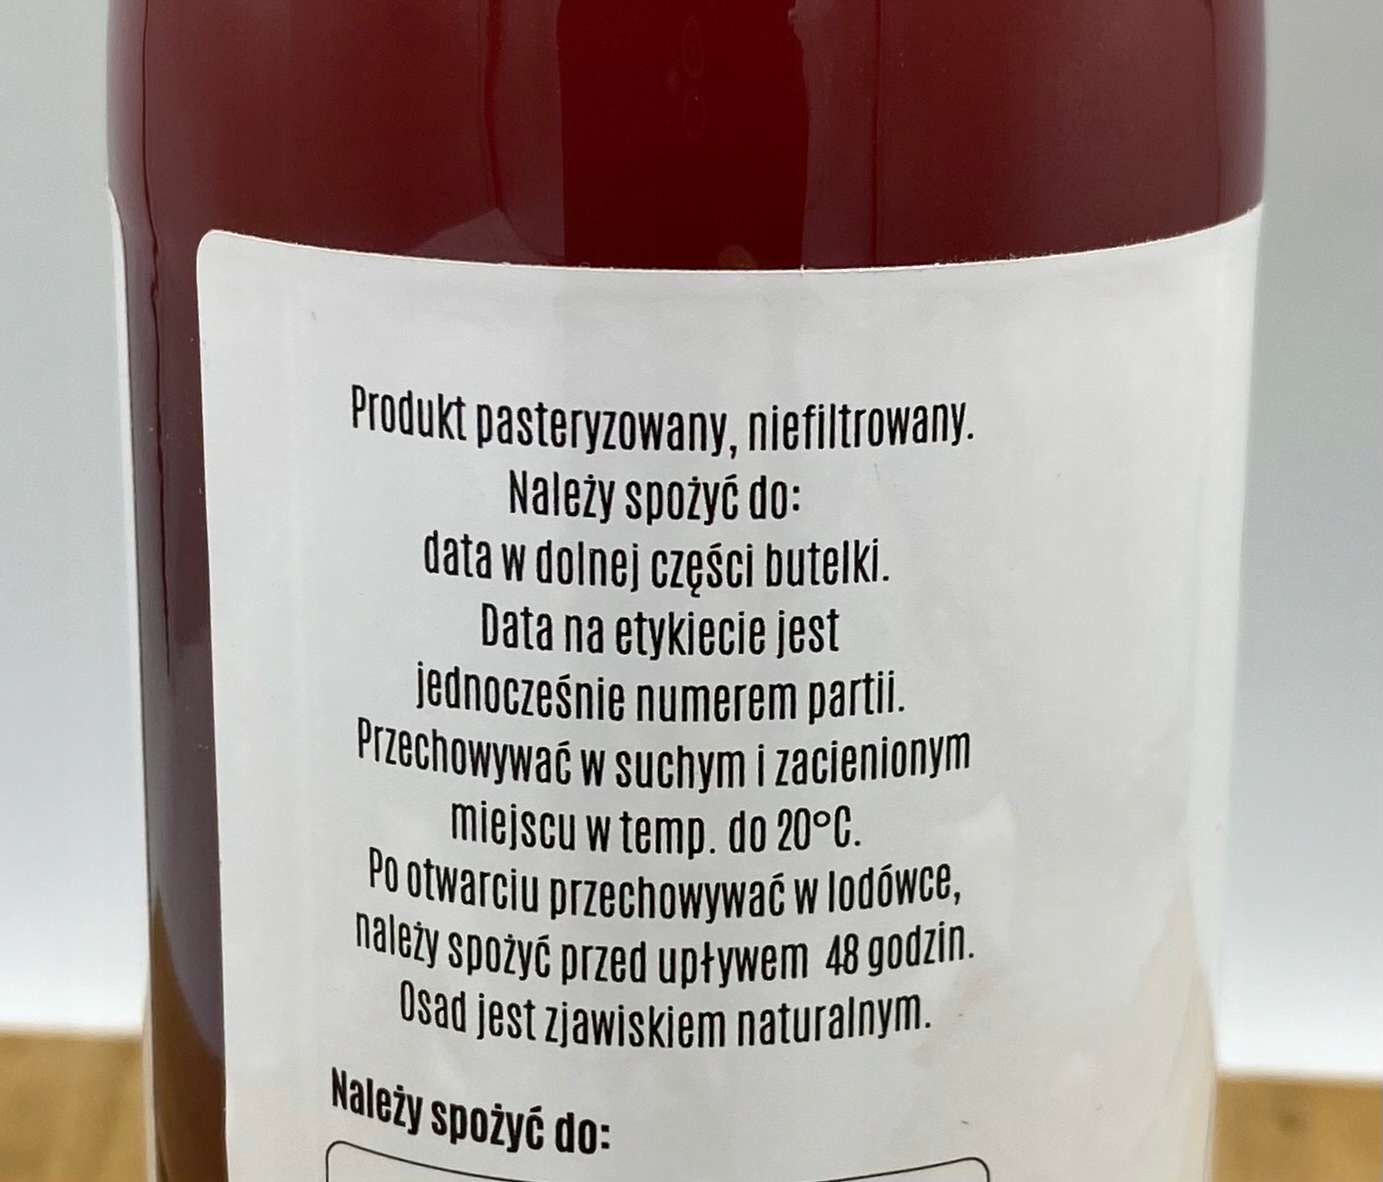 Produkt pasteryzowany, niefiltrowany.
Należy spożyć do:
data w dolnej części butelki.
Data na etykiecie jest
jednocześnie numerem partii.
Przechowywać w suchym i zacienionym
miejscu w temp. do 20°C.
Po otwarciu przechowywać w lodówce,
należy spożyć przed upływem 48 godzin.
Osad jest zjawiskiem naturalnym.
Należy spożyć do: